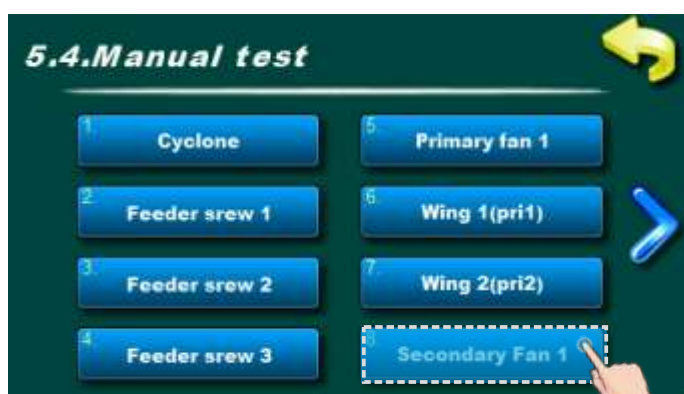 5.4.Manual test
1.
Cyclone
2.
Feeder srew 1
3.
Feeder srew 2
4.
Feeder srew 3
5.
Primary fan 1
6.
Wing 1(pri1)
7.
Wing 2(pri2)
8.
Secondary Fan 1